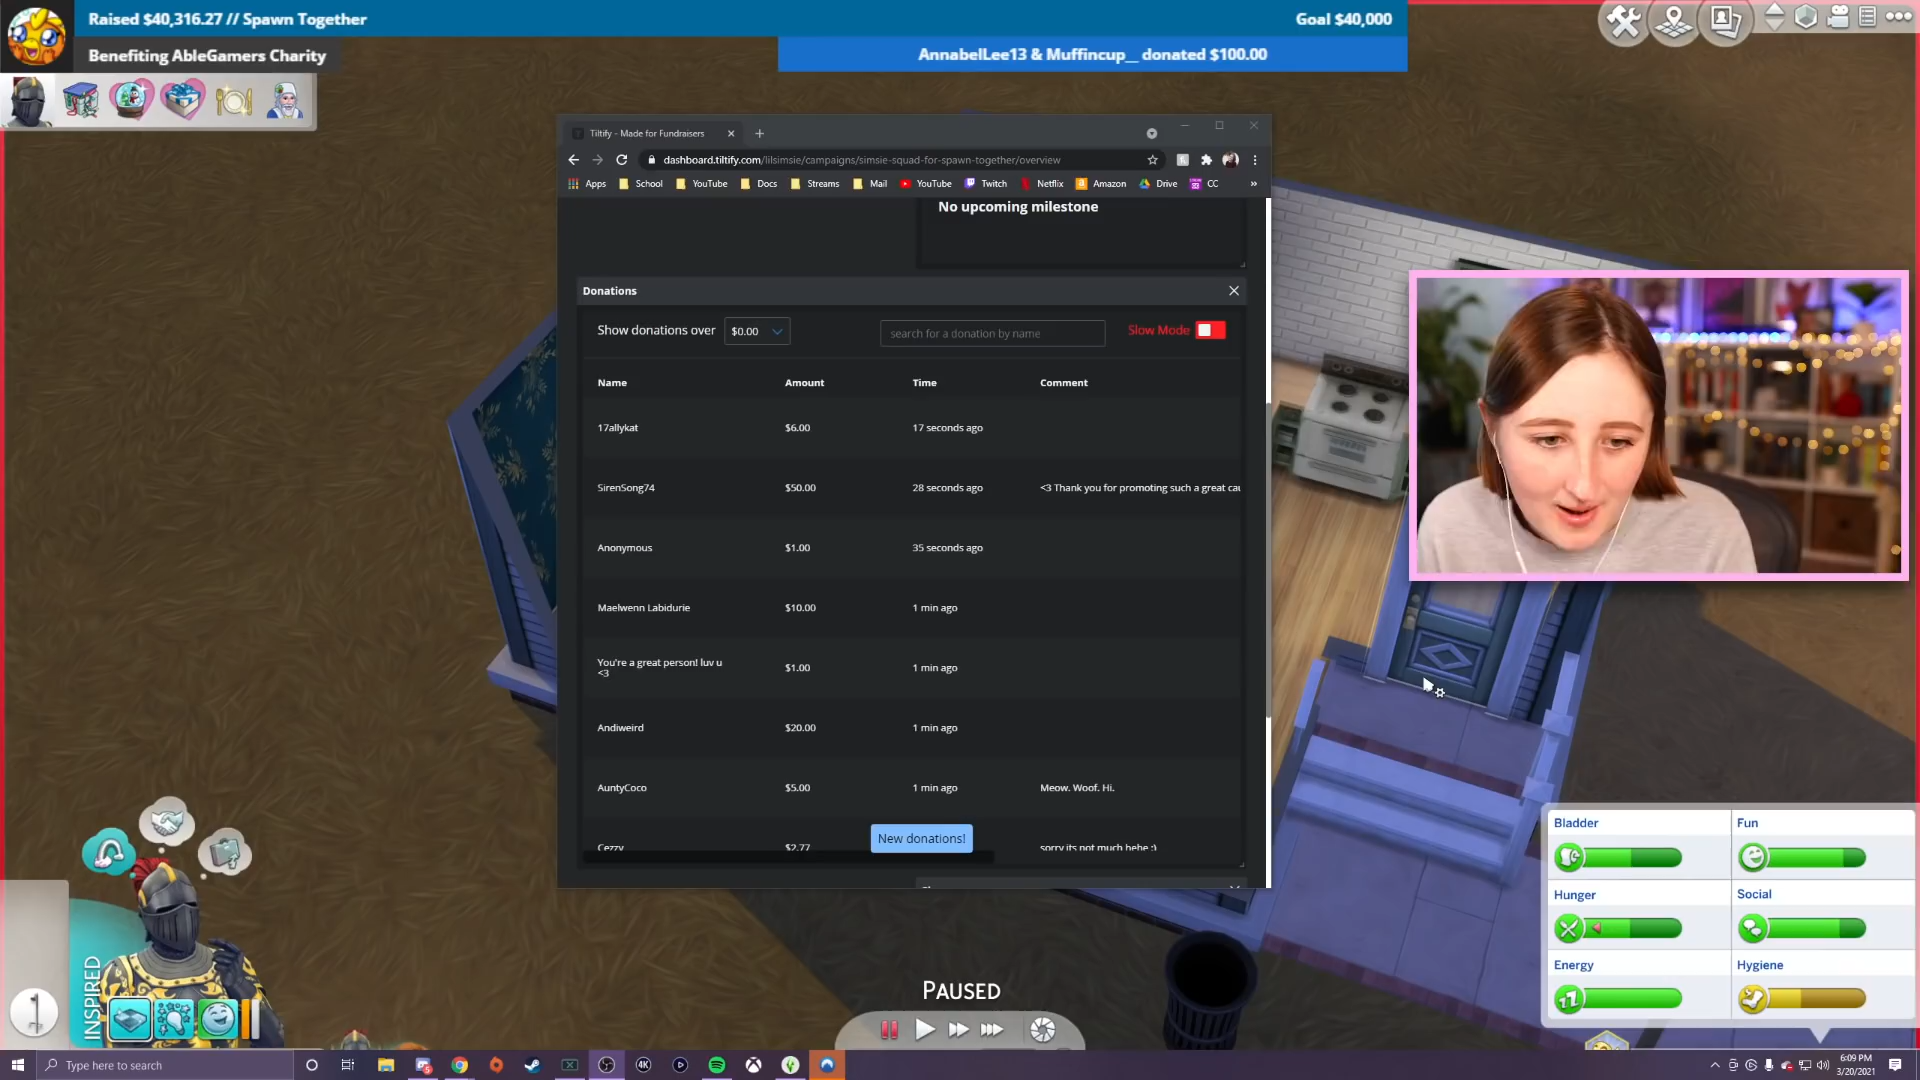 Raised $40,316.27 // Spawn Together
Goal $40,000
Benefiting AbleGamers Charity
AnnabelLee13 & Muffincup__ donated $100.00
Tiltify - Made for Fundraisers
dashboard.tiltify.com/lilsimsie/campaigns/simsie-squad-for-spawn-together/overview
Apps School YouTube Docs Streams Mail YouTube Twitch Netflix Amazon Drive CC »
No upcoming milestone
Donations
Show donations over $0.00 search for a donation by name Slow Mode
Name Amount Time Comment
17allykat $6.00 17 seconds ago
SirenSong74 $50.00 28 seconds ago <3 Thank you for promoting such a great cau
Anonymous $1.00 35 seconds ago
Maelwenn Labidurie $10.00 1 min ago
You're a great person! luv u
<3 $1.00 1 min ago
Andiweird $20.00 1 min ago
AuntyCoco $5.00 1 min ago Meow. Woof. Hi.
Cezzy $2.77 sorry its not much hehe :)
New donations!
Bladder Fun
Hunger Social
Energy Hygiene
INSPIRED
PAUSED
Type here to search
4K
6:09 PM
3/20/2021